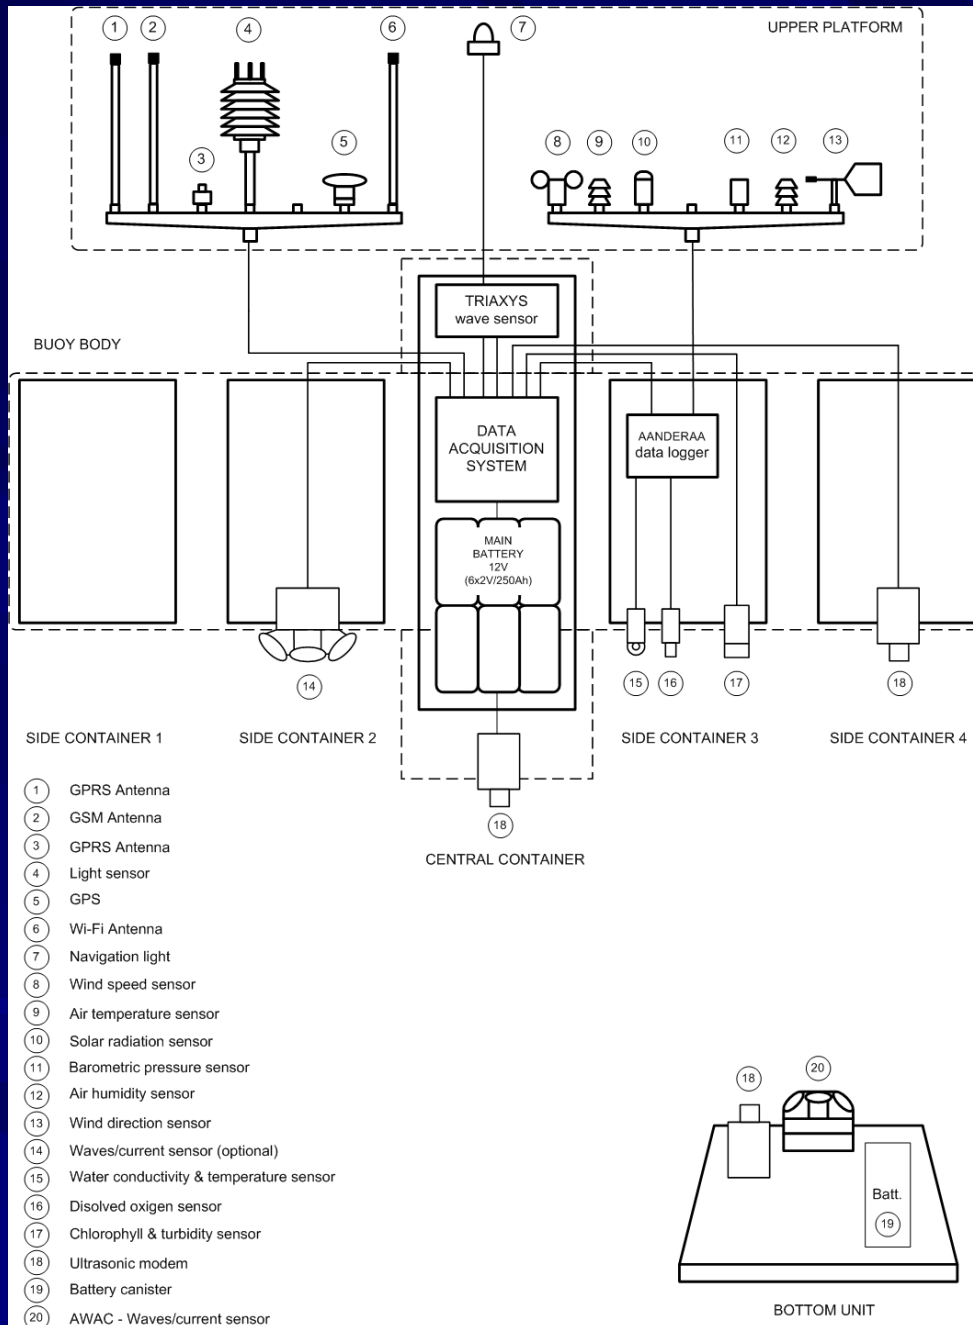 1
2
4
6
7
UPPER PLATFORM
3
5
8
9
10
11
12
13
TRIAXYS
wave sensor
BUOY BODY
DATA
ACQUISITION
SYSTEM
AANDERAA
data logger
MAIN
BATTERY
12V
(6x2V/250Ah)
14
15
16
17
18
SIDE CONTAINER 1
SIDE CONTAINER 2
SIDE CONTAINER 3
SIDE CONTAINER 4
18
CENTRAL CONTAINER
1 GPRS Antenna
2 GSM Antenna
3 GPRS Antenna
4 Light sensor
5 GPS
6 Wi-Fi Antenna
7 Navigation light
8 Wind speed sensor
9 Air temperature sensor
10 Solar radiation sensor
11 Barometric pressure sensor
12 Air humidity sensor
13 Wind direction sensor
14 Waves/current sensor (optional)
15 Water conductivity & temperature sensor
16 Disolved oxigen sensor
17 Chlorophyll & turbidity sensor
18 Ultrasonic modem
19 Battery canister
20 AWAC - Waves/current sensor
18
20
Batt.
19
BOTTOM UNIT